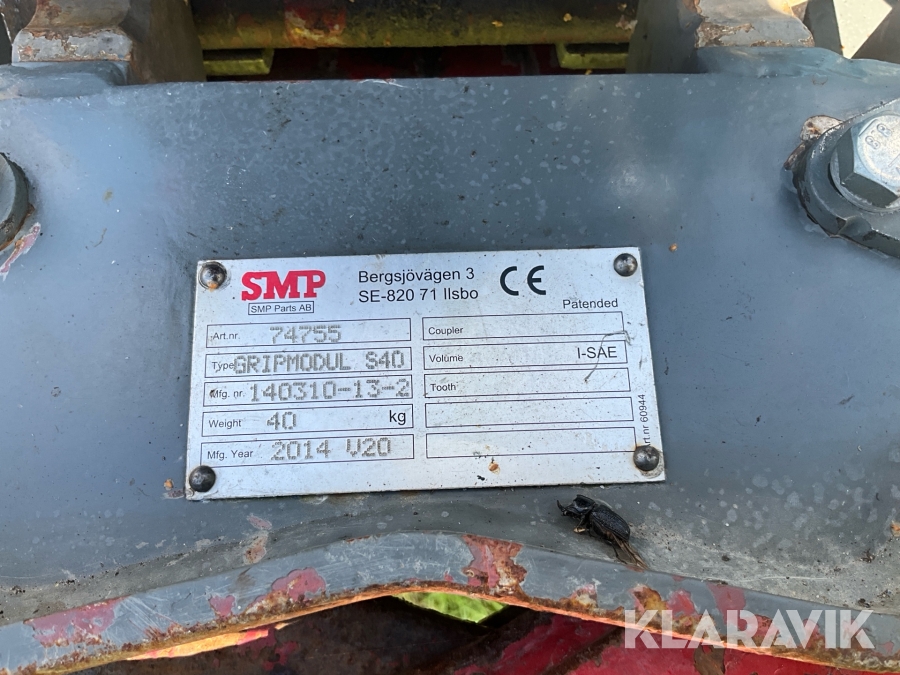 SMP
SMP Parts AB
Bergsjövägen 3
SE-820 71 Ilsbo
CE
Patended
Art.nr. 74755
Type GRIPMODUL S40
Mfg. nr. 140310-13-2
Weight 40 kg
Mfg. Year 2014 V20
Coupler
Volume I-SAE
Tooth
Art.nr 60944
8.8
KLARAVIK